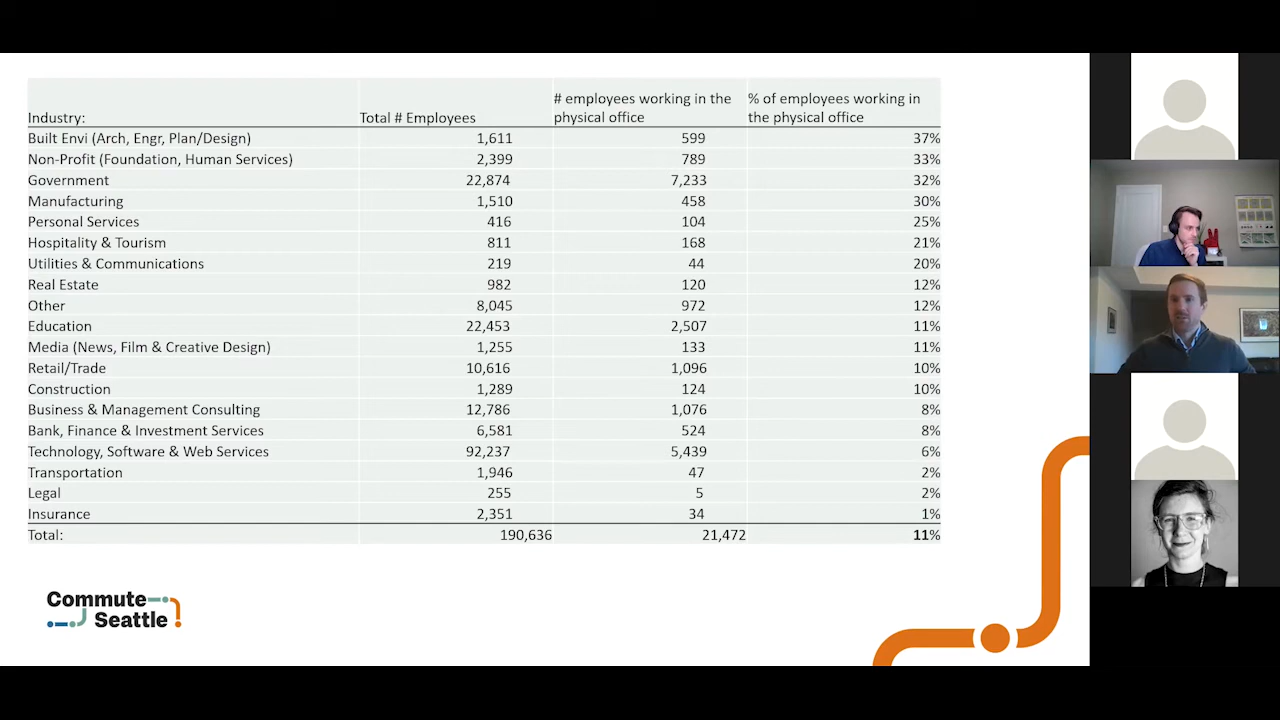 Industry: Total # Employees # employees working in the physical office % of employees working in the physical office
Built Envi (Arch, Engr, Plan/Design) 1,611 599 37%
Non-Profit (Foundation, Human Services) 2,399 789 33%
Government 22,874 7,233 32%
Manufacturing 1,510 458 30%
Personal Services 416 104 25%
Hospitality & Tourism 811 168 21%
Utilities & Communications 219 44 20%
Real Estate 982 120 12%
Other 8,045 972 12%
Education 22,453 2,507 11%
Media (News, Film & Creative Design) 1,255 133 11%
Retail/Trade 10,616 1,096 10%
Construction 1,289 124 10%
Business & Management Consulting 12,786 1,076 8%
Bank, Finance & Investment Services 6,581 524 8%
Technology, Software & Web Services 92,237 5,439 6%
Transportation 1,946 47 2%
Legal 255 5 2%
Insurance 2,351 34 1%
Total: 190,636 21,472 11%
Commute
Seattle